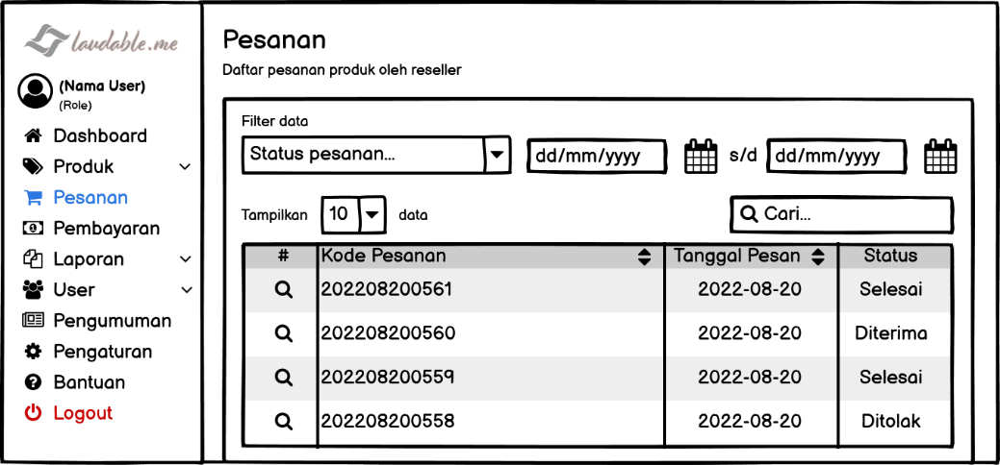 laudable.me
(Nama User)
(Role)
Dashboard
Produk
Pesanan
Pembayaran
Laporan
User
Pengumuman
Pengaturan
Bantuan
Logout
Pesanan
Daftar pesanan produk oleh reseller
Filter data
Status pesanan... dd/mm/yyyy s/d dd/mm/yyyy
Tampilkan 10 data Cari...
# Kode Pesanan Tanggal Pesan Status
202208200561 2022-08-20 Selesai
202208200560 2022-08-20 Diterima
202208200559 2022-08-20 Selesai
202208200558 2022-08-20 Ditolak